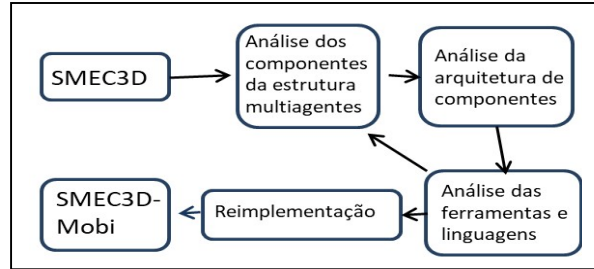 SMEC3D
Análise dos
componentes
da estrutura
multiagentes
Análise da
arquitetura de
componentes
Análise das
ferramentas e
linguagens
Reimplementação
SMEC3D-
Mobi